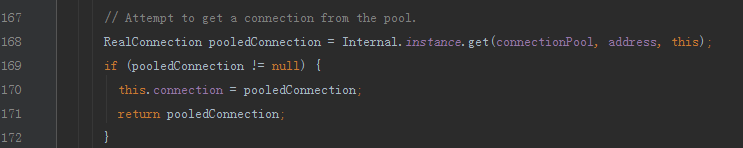 167 // Attempt to get a connection from the pool.
168 RealConnection pooledConnection = Internal.instance.get(connectionPool, address, this);
169 if (pooledConnection != null) {
170 this.connection = pooledConnection;
171 return pooledConnection;
172 }